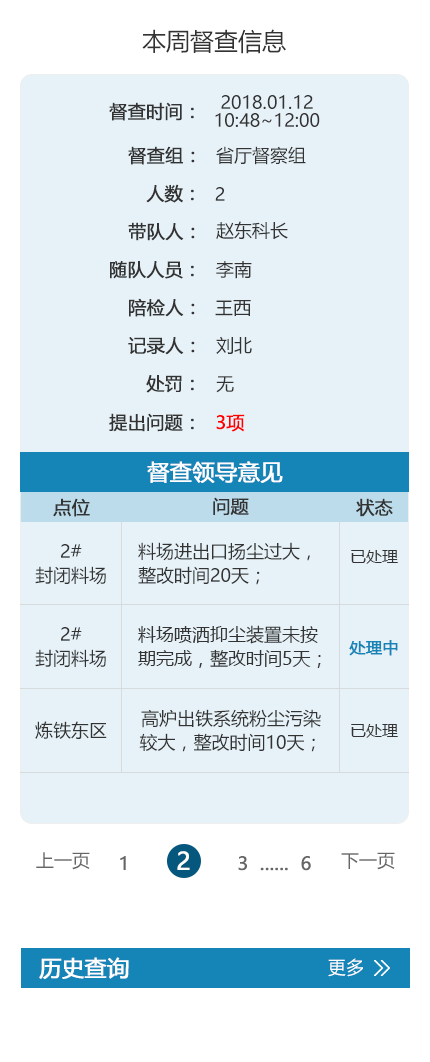 本周督查信息
督查时间： 2018.01.12
10:48~12:00
督查组： 省厅督察组
人数： 2
带队人： 赵东科长
随队人员： 李南
陪检人： 王西
记录人： 刘北
处罚： 无
提出问题： 3项
督查领导意见
点位 问题 状态
2#
封闭料场
料场进出口扬尘过大，
整改时间20天；
已处理
2#
封闭料场
料场喷洒抑尘装置未按
期完成，整改时间5天；
处理中
炼铁东区
高炉出铁系统粉尘污染
较大，整改时间10天；
已处理
上一页 1 2 3 ...... 6 下一页
历史查询 更多